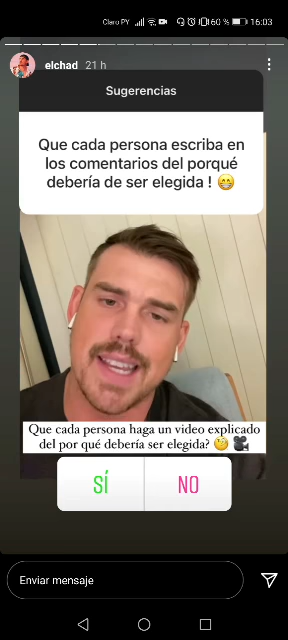 Claro PY 60 % 16:03
elchad 21 h
Sugerencias
Que cada persona escriba en
los comentarios del porqué
debería de ser elegida ! 😁
Que cada persona haga un video explicado
del por qué debería ser elegida? 🧐 🎥
SÍ NO
Enviar mensaje